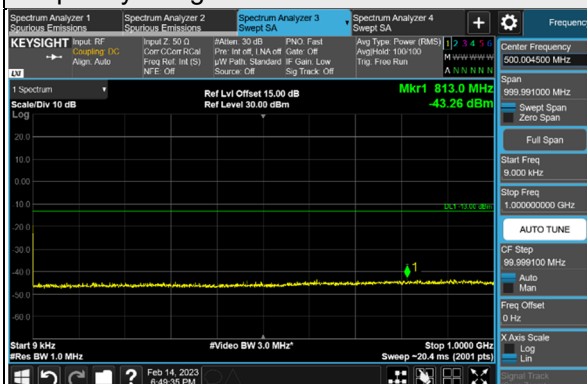 Spectrum Analyzer 1
Spurious Emissions
Spectrum Analyzer 2
Spurious Emissions
Spectrum Analyzer 3
Swept SA
Spectrum Analyzer 4
Swept SA
+
Frequency
KEYSIGHT
Input: RF
Coupling: DC
Align: Auto
Input Z: 50 Ω
Corr CCorr RCal
Freq Ref: Int (S)
NFE: Off
#Atten: 30 dB
Pre: Int off, LNA off
µW Path: Standard
Source: Off
PNO: Fast
Gate: Off
IF Gain: Low
Sig Track: Off
Avg Type: Power (RMS)
Avg|Hold: 100/100
Trig: Free Run
1 2 3 4 5 6
M W W W W W
A N N N N N
LXI
1 Spectrum
Scale/Div 10 dB
Log
Ref Lvl Offset 15.00 dB
Ref Level 30.00 dBm
Mkr1 813.0 MHz
-43.26 dBm
20.0
10.0
0.00
-10.0
-20.0
-30.0
-40.0
-50.0
-60.0
DL1 -13.00 dBm
1
Start 9 kHz
#Res BW 1.0 MHz
#Video BW 3.0 MHz*
Stop 1.0000 GHz
Sweep ~20.4 ms (2001 pts)
Center Frequency
500.004500 MHz
Span
999.991000 MHz
Swept Span
Zero Span
Full Span
Start Freq
9.000 kHz
Stop Freq
1.000000000 GHz
AUTO TUNE
CF Step
99.999100 MHz
Auto
Man
Freq Offset
0 Hz
X Axis Scale
Log
Lin
Signal Track
?
Feb 14, 2023
6:49:35 PM